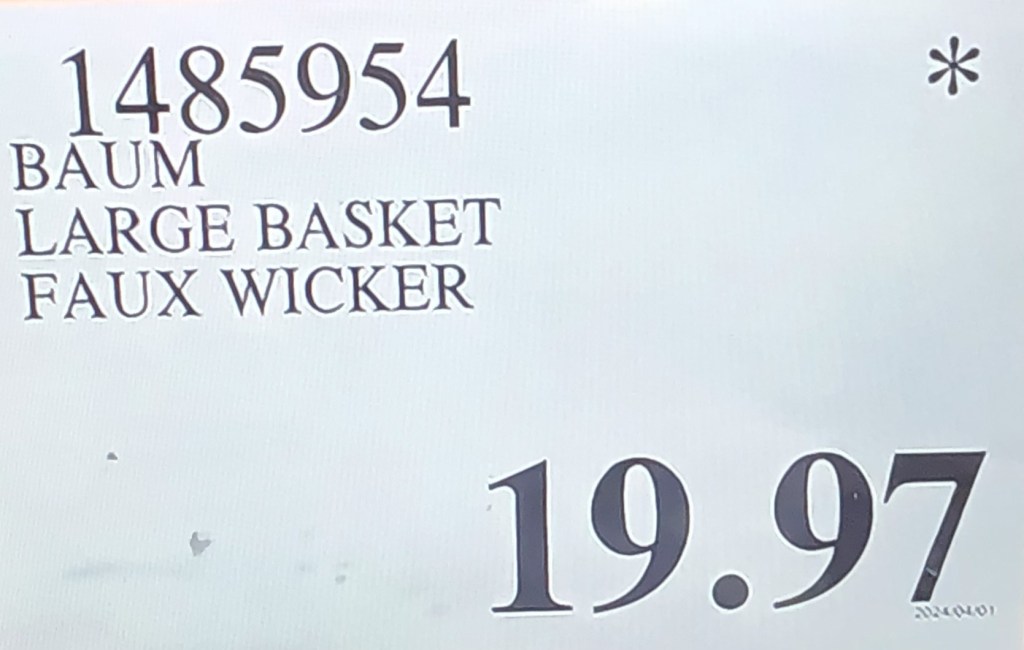 1485954 *
BAUM
LARGE BASKET
FAUX WICKER
19.97
2024/04/01